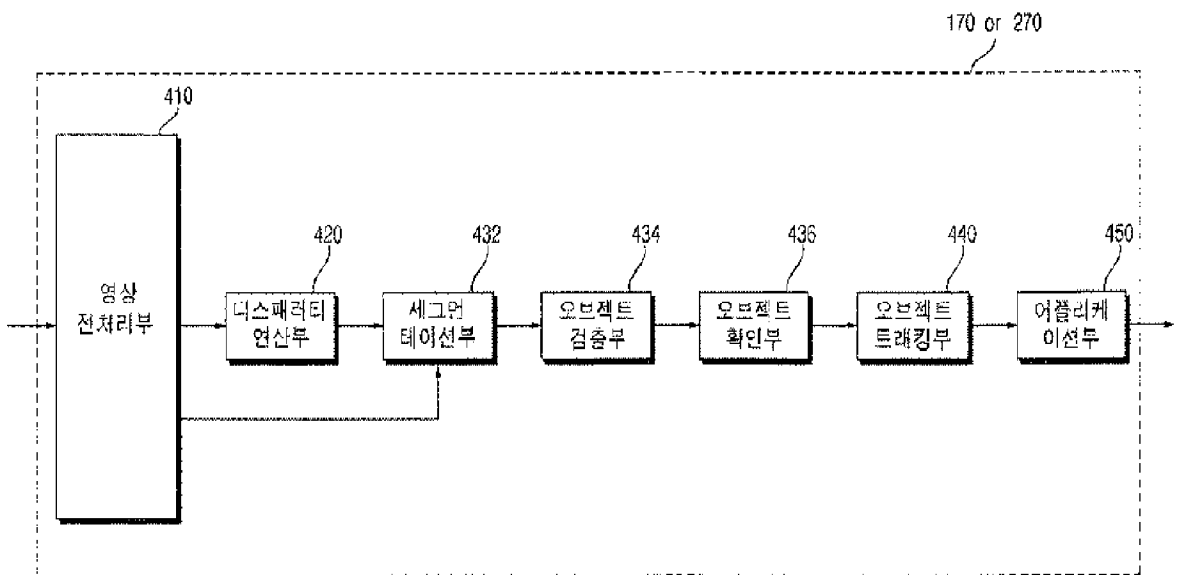 170 or 270
410
영상
전처리부
420
디스패러티
연산부
432
세그먼
테이션부
434
오브젝트
검출부
436
오브젝트
확인부
440
오브젝트
트래킹부
450
어플리케
이션부